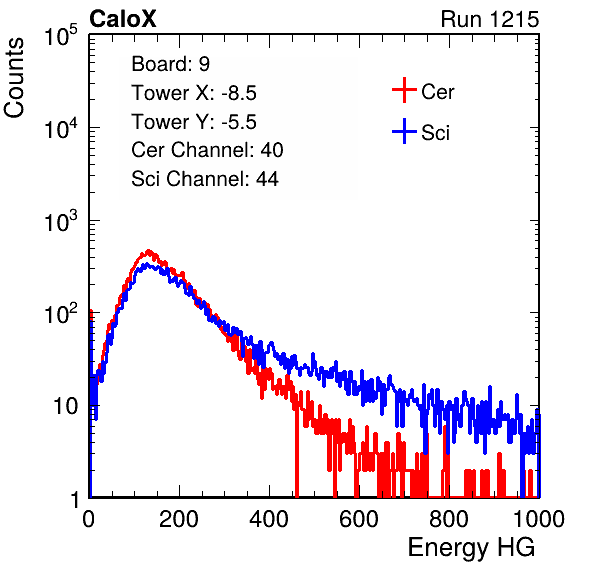 CaloX Run 1215
Counts
Board: 9
Tower X: -8.5
Tower Y: -5.5
Cer Channel: 40
Sci Channel: 44
Cer
Sci
10^5
10^4
10^3
10^2
10
1
0 200 400 600 800 1000
Energy HG